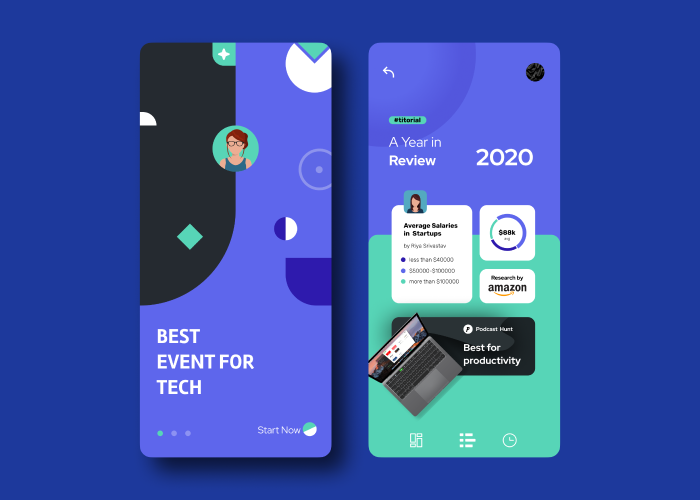 BEST
EVENT FOR
TECH
Start Now
#titorial
A Year in
Review
2020
Average Salaries
in Startups
by Riya Srivastav
less than $40000
$50000-$100000
more than $100000
$88k
avg
Research by
amazon
Podcast Hunt
Best for
productivity